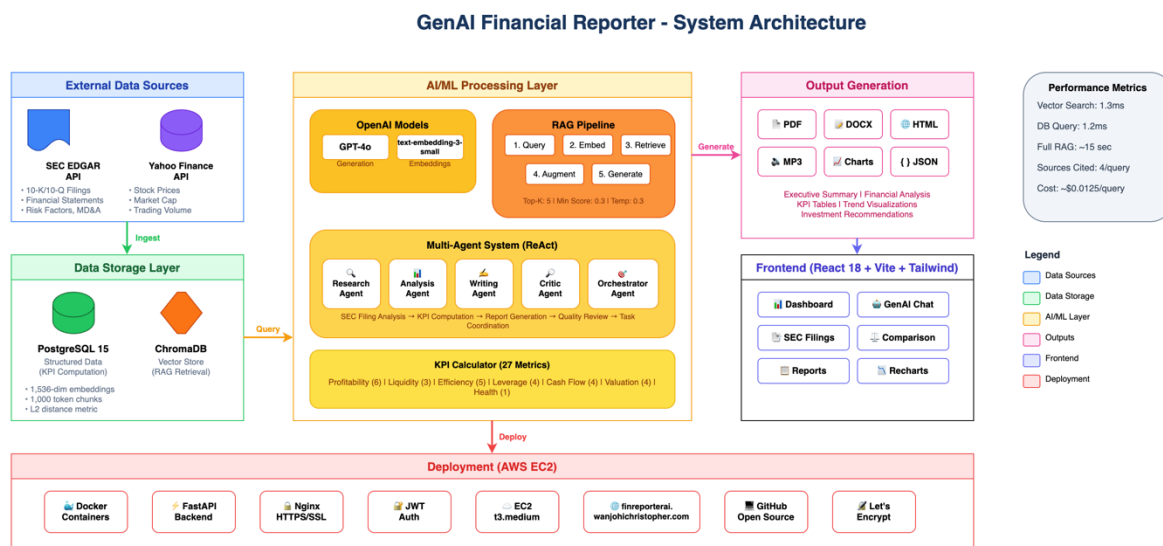 GenAI Financial Reporter - System Architecture
External Data Sources
SEC EDGAR
API
• 10-K/10-Q Filings
• Financial Statements
• Risk Factors, MD&A
Yahoo Finance
API
• Stock Prices
• Market Cap
• Trading Volume
Ingest
Data Storage Layer
PostgreSQL 15
Structured Data
(KPI Computation)
ChromaDB
Vector Store
(RAG Retrieval)
• 1,536-dim embeddings
• 1,000 token chunks
• L2 distance metric
Query
AI/ML Processing Layer
OpenAI Models
GPT-4o
Generation
text-embedding-3-
small
Embeddings
RAG Pipeline
1. Query
2. Embed
3. Retrieve
4. Augment
5. Generate
Top-K: 5 | Min Score: 0.3 | Temp: 0.3
Multi-Agent System (ReAct)
Research
Agent
Analysis
Agent
Writing
Agent
Critic
Agent
Orchestrator
Agent
SEC Filing Analysis → KPI Computation → Report Generation → Quality Review → Task
Coordination
KPI Calculator (27 Metrics)
Profitability (6) | Liquidity (3) | Efficiency (5) | Leverage (4) | Cash Flow (4) | Valuation (4) |
Health (1)
Generate
Output Generation
PDF
DOCX
HTML
MP3
Charts
{ } JSON
Executive Summary | Financial Analysis
KPI Tables | Trend Visualizations
Investment Recommendations
Frontend (React 18 + Vite + Tailwind)
Dashboard
GenAI Chat
SEC Filings
Comparison
Reports
Recharts
Performance Metrics
Vector Search: 1.3ms
DB Query: 1.2ms
Full RAG: ~15 sec
Sources Cited: 4/query
Cost: ~$0.0125/query
Legend
Data Sources
Data Storage
AI/ML Layer
Outputs
Frontend
Deployment
Deploy
Deployment (AWS EC2)
Docker
Containers
FastAPI
Backend
Nginx
HTTPS/SSL
JWT
Auth
EC2
t3.medium
finreporterai.
wanjohichristopher.com
GitHub
Open Source
Let's
Encrypt